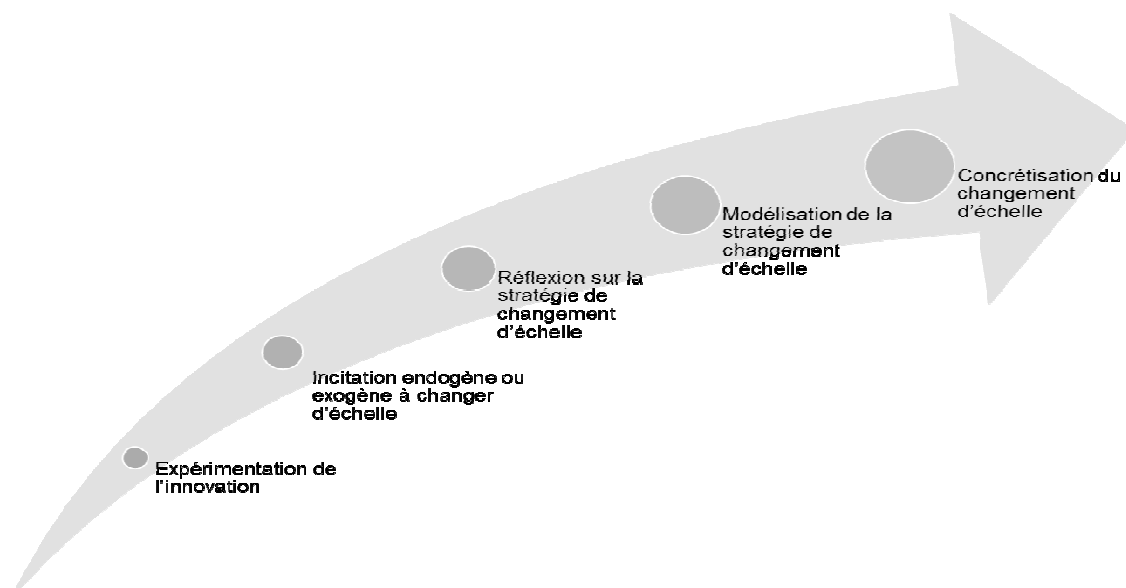 Expérimentation de
l'innovation
Incitation endogène ou
exogène à changer
d'échelle
Réflexion sur la
stratégie de
changement
d'échelle
Modélisation de la
stratégie de
changement
d'échelle
Concrétisation du
changement
d'échelle